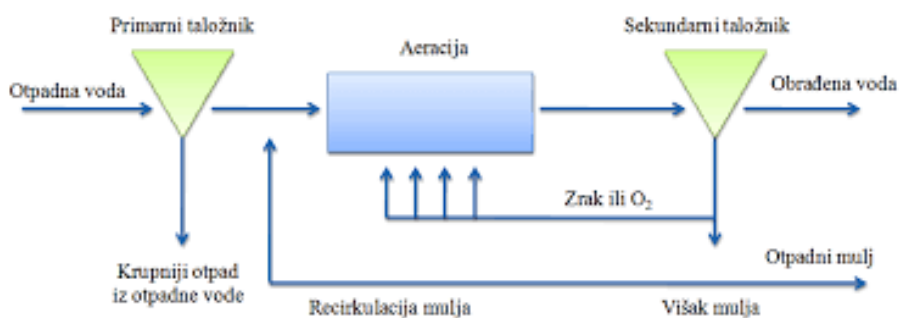 Primarni taložnik
Sekundarni taložnik
Aeracija
Otpadna voda
Obrađena voda
Zrak ili O₂
Krupniji otpad
iz otpadne vode
Otpadni mulj
Recirkulacija mulja
Višak mulja